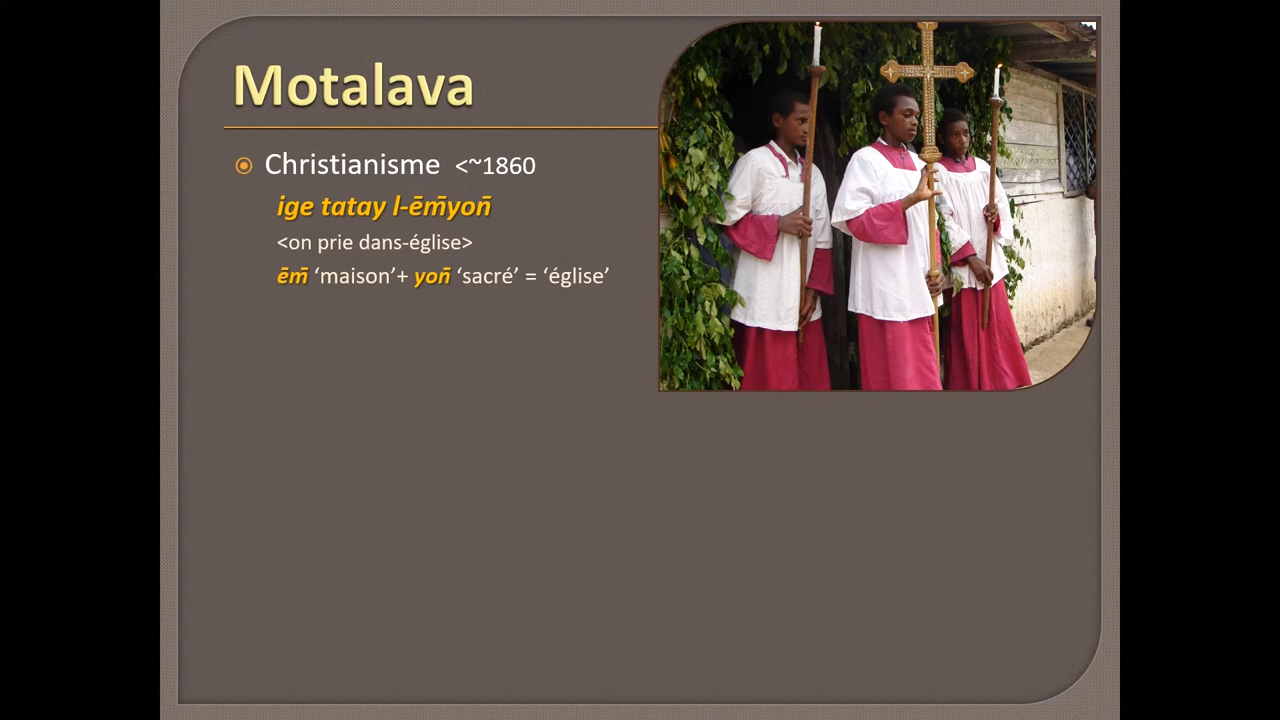 Motalava
Christianisme <~1860
ige tatay l-ēm̄yon̄
<on prie dans-église>
ēm̄ ‘maison’+ yon̄ ‘sacré’ = ‘église’